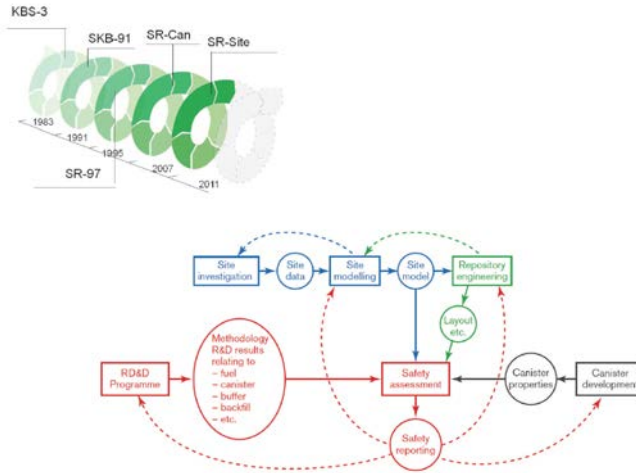 KBS-3
SKB-91
SR-Can
SR-Site
1983
1991
1995
2007
2011
SR-97
Site
investigation
Site
data
Site
modelling
Site
model
Repository
engineering
Layout
etc.
RD&D
Programme
Methodology
R&D results
relating to
– fuel
– canister
– buffer
– backfill
– etc.
Safety
assessment
Canister
properties
Canister
development
Safety
reporting